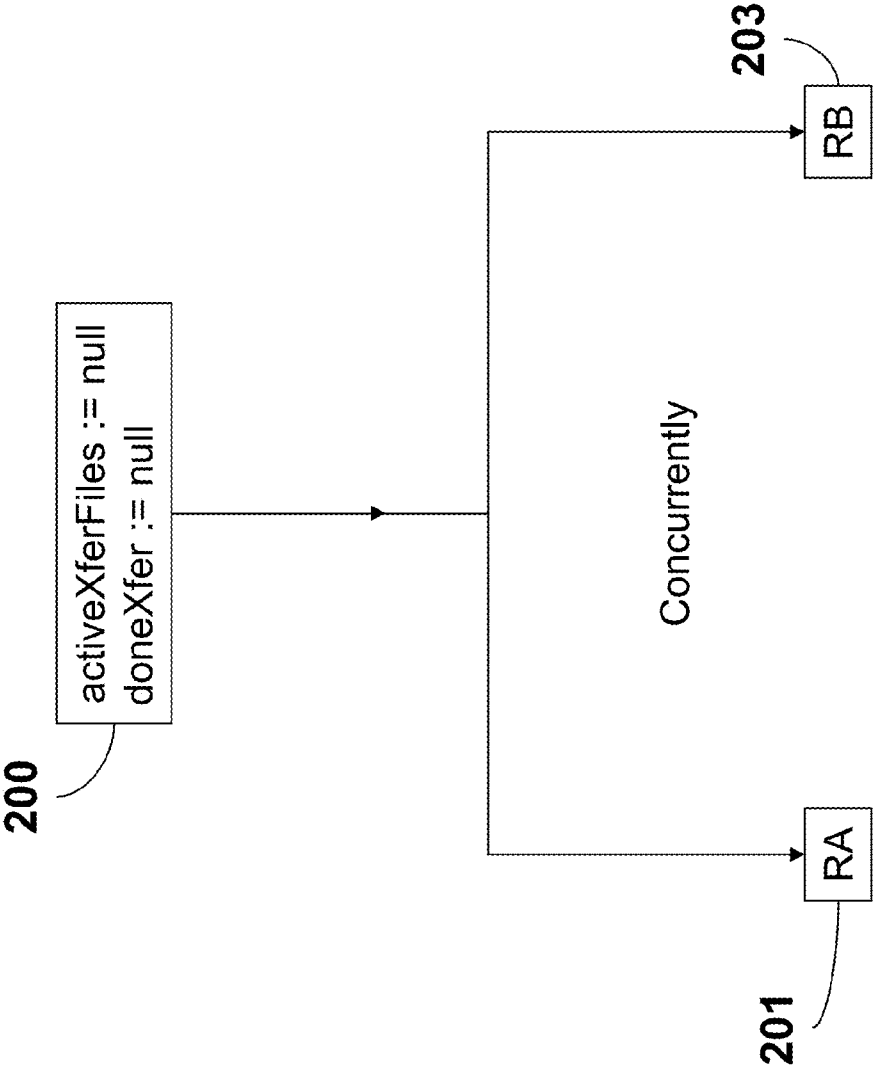 200
activeXferFiles := null
doneXfer := null
Concurrently
201
RA
RB
203